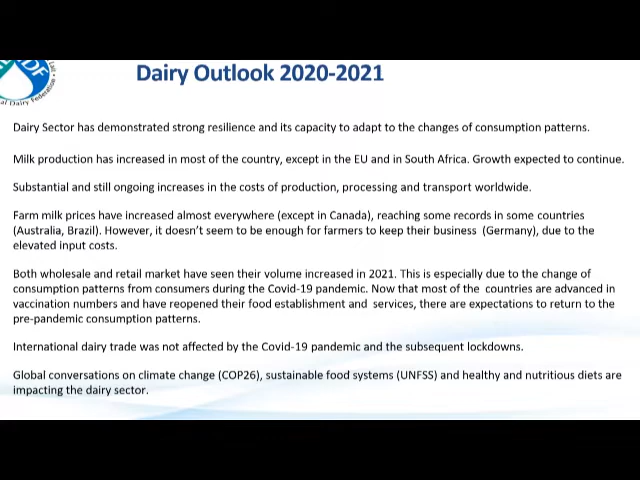 Dairy Outlook 2020-2021
DF
al Dairy Federation
Dairy Sector has demonstrated strong resilience and its capacity to adapt to the changes of consumption patterns.
Milk production has increased in most of the country, except in the EU and in South Africa. Growth expected to continue.
Substantial and still ongoing increases in the costs of production, processing and transport worldwide.
Farm milk prices have increased almost everywhere (except in Canada), reaching some records in some countries
(Australia, Brazil). However, it doesn't seem to be enough for farmers to keep their business (Germany), due to the
elevated input costs.
Both wholesale and retail market have seen their volume increased in 2021. This is especially due to the change of
consumption patterns from consumers during the Covid-19 pandemic. Now that most of the countries are advanced in
vaccination numbers and have reopened their food establishment and services, there are expectations to return to the
pre-pandemic consumption patterns.
International dairy trade was not affected by the Covid-19 pandemic and the subsequent lockdowns.
Global conversations on climate change (COP26), sustainable food systems (UNFSS) and healthy and nutritious diets are
impacting the dairy sector.